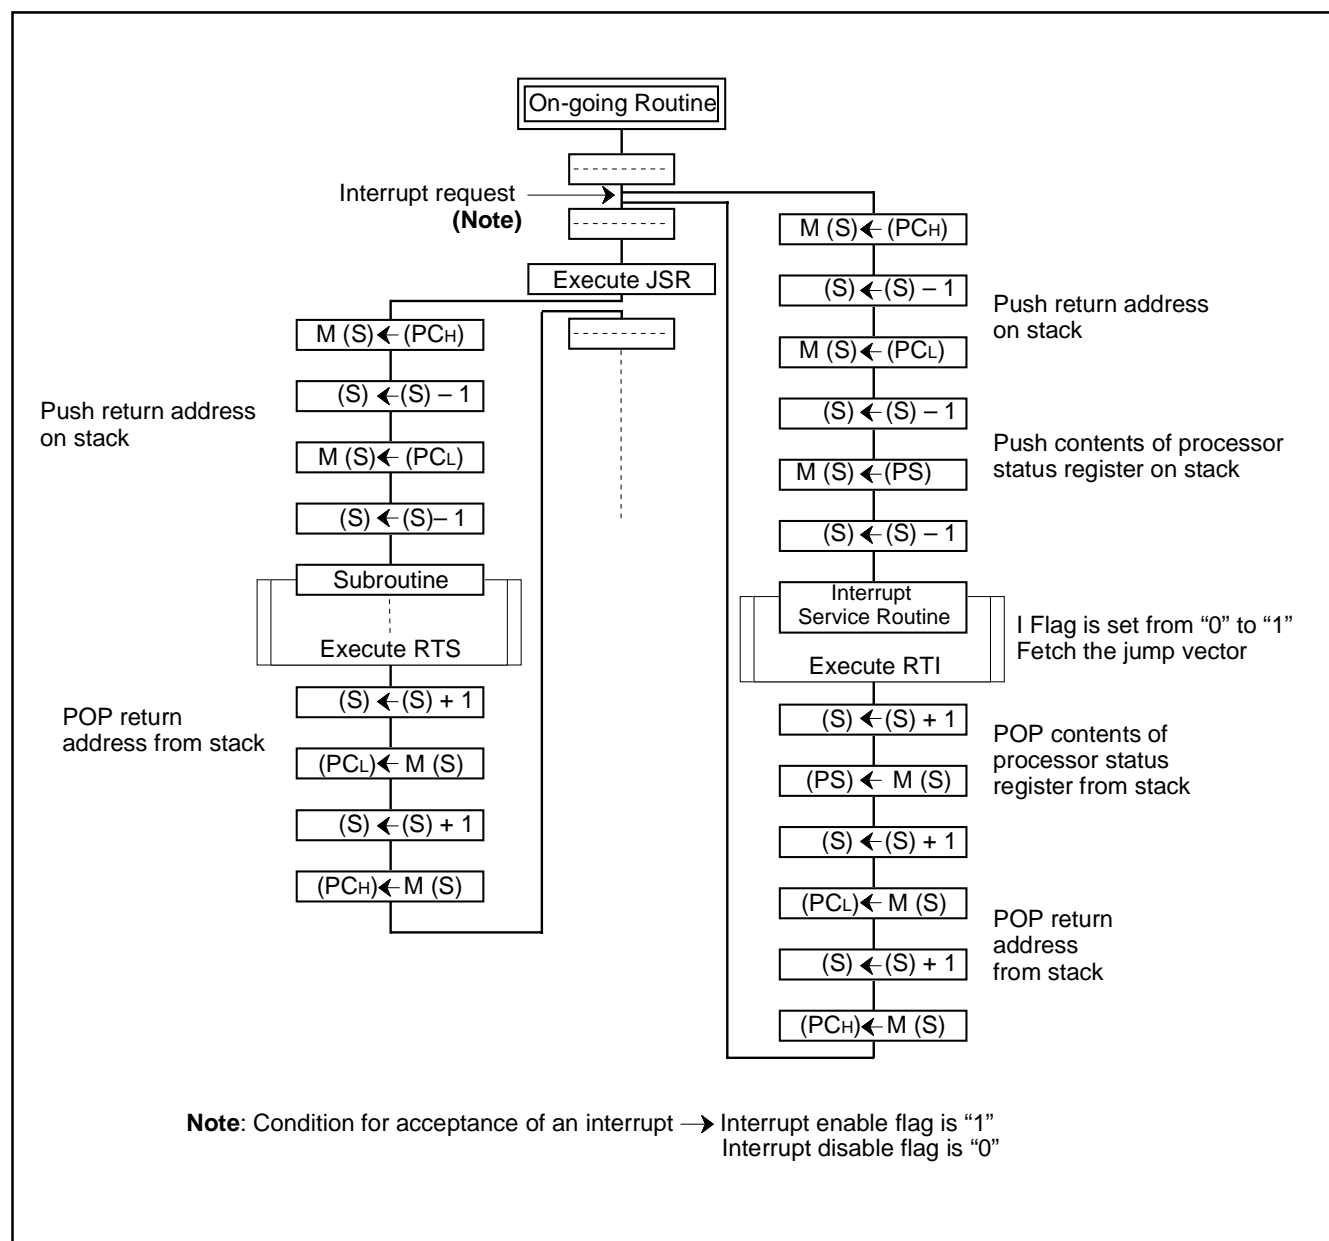 On-going Routine
Interrupt request
(Note)
Execute JSR
M (S) ← (PCH)
(S) ← (S) – 1
M (S) ← (PCL)
(S) ← (S)– 1
Push return address
on stack
Subroutine
Execute RTS
(S) ← (S) + 1
(PCL) ← M (S)
(S) ← (S) + 1
(PCH) ← M (S)
POP return
address from stack
M (S) ← (PCH)
(S) ← (S) – 1
M (S) ← (PCL)
(S) ← (S) – 1
M (S) ← (PS)
(S) ← (S) – 1
Push return address
on stack
Push contents of processor
status register on stack
Interrupt
Service Routine
Execute RTI
I Flag is set from “0” to “1”
Fetch the jump vector
(S) ← (S) + 1
(PS) ← M (S)
(S) ← (S) + 1
(PCL) ← M (S)
(S) ← (S) + 1
(PCH) ← M (S)
POP contents of
processor status
register from stack
POP return
address
from stack
Note: Condition for acceptance of an interrupt → Interrupt enable flag is “1”
Interrupt disable flag is “0”